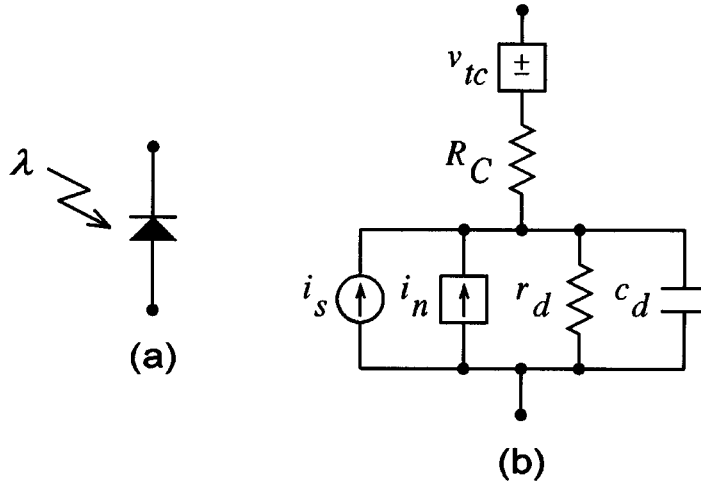 λ
(a)
v_tc
±
R_C
i_s
i_n
r_d
c_d
(b)